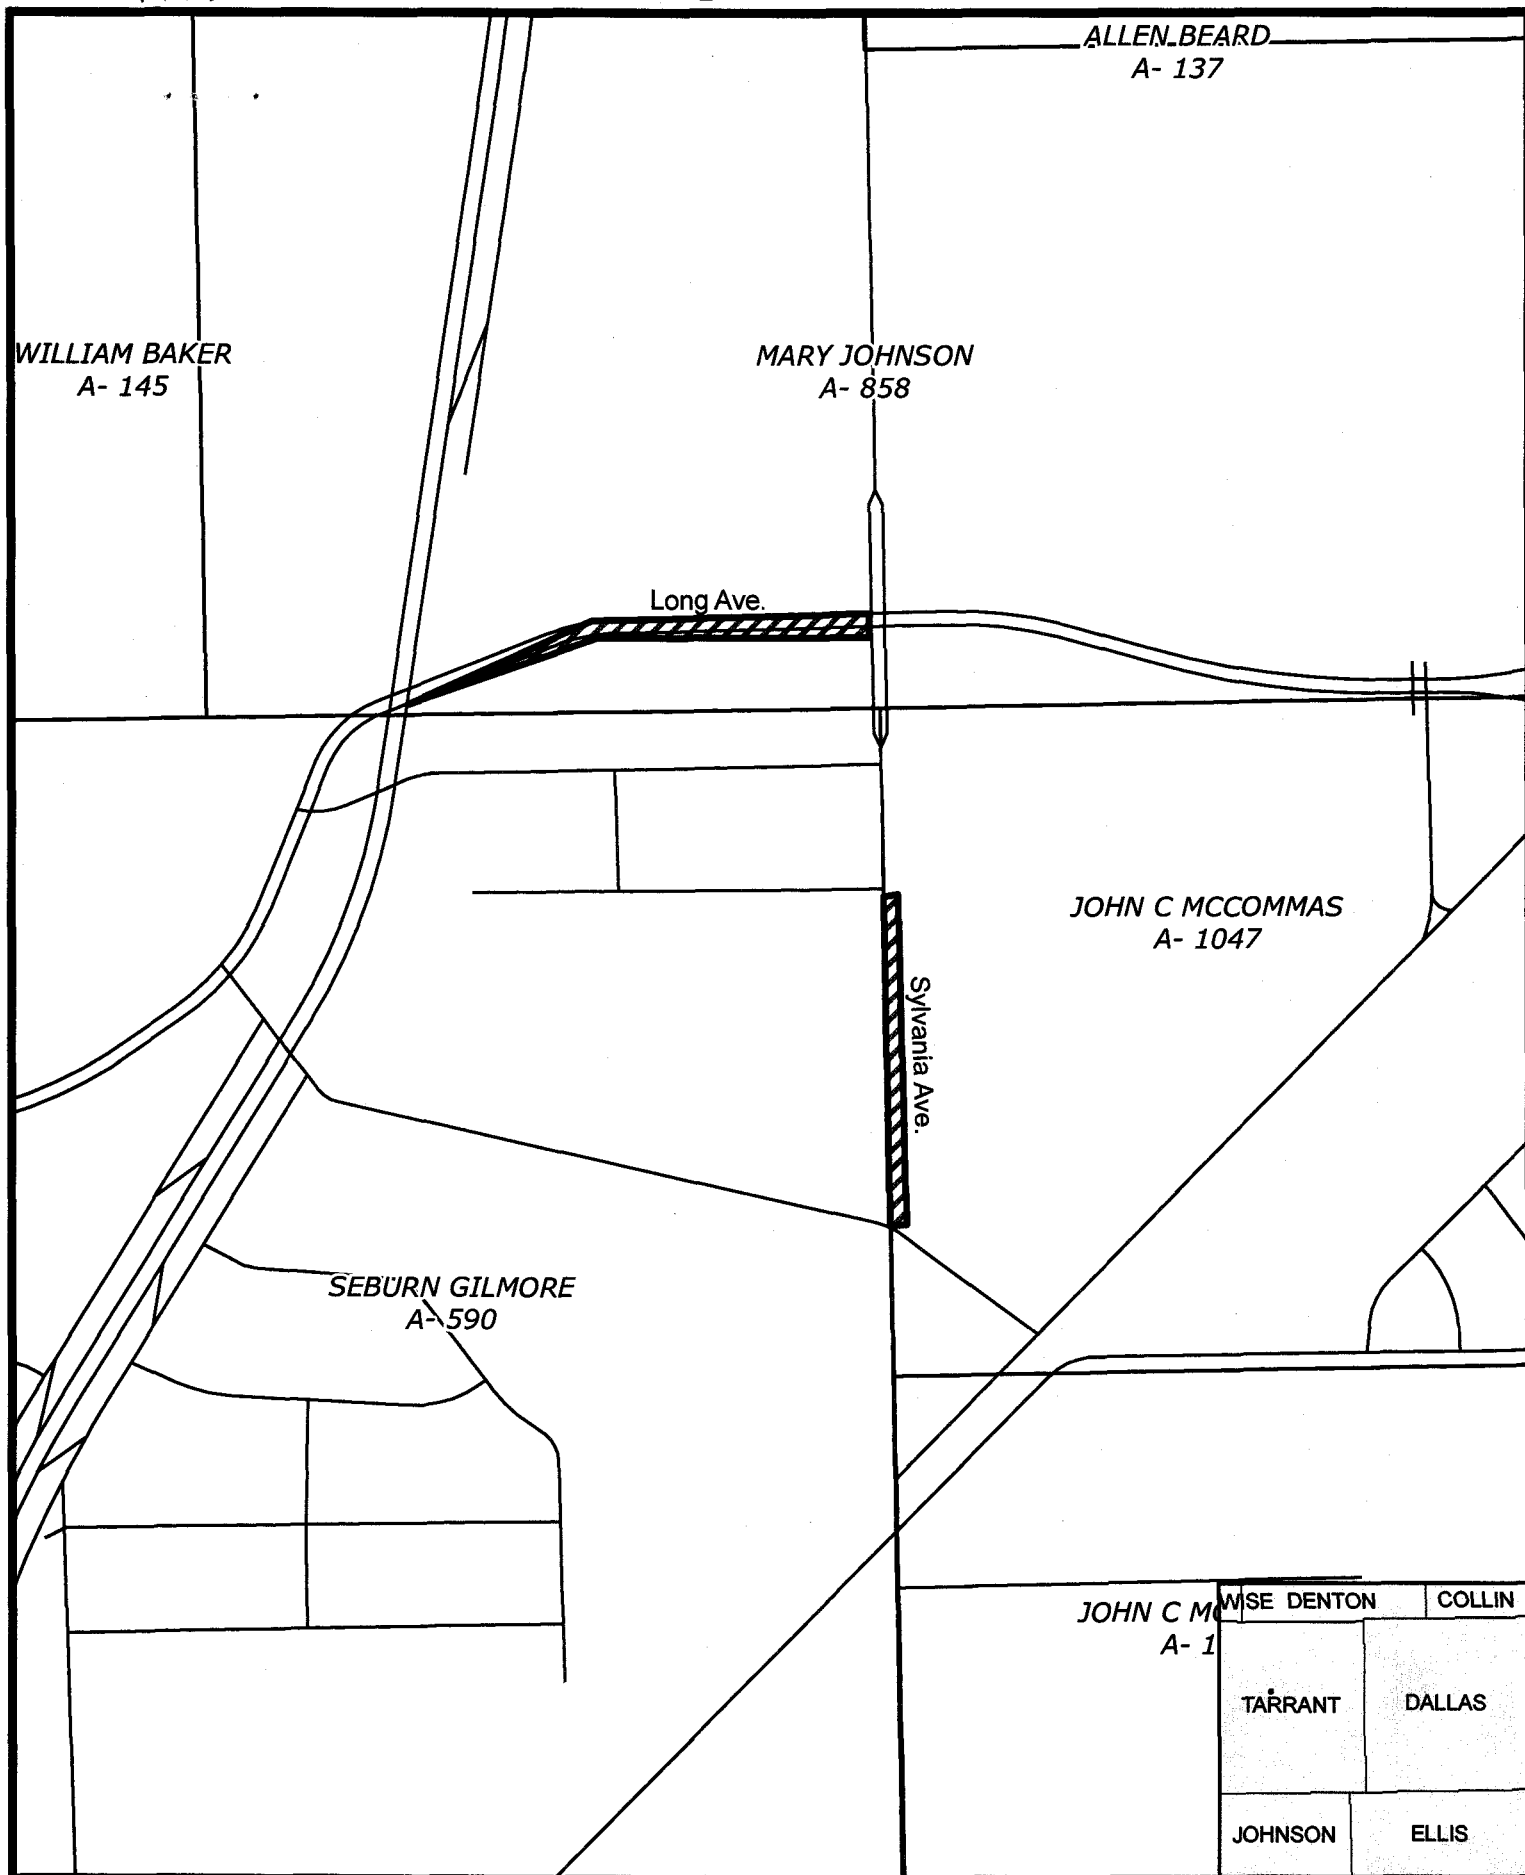 ALLEN BEARD
A- 137
WILLIAM BAKER
A- 145
MARY JOHNSON
A- 858
Long Ave.
JOHN C MCCOMMAS
A- 1047
Sylvania Ave.
SEBURN GILMORE
A- 590
JOHN C M
A- 1
WISE DENTON COLLIN
TARRANT DALLAS
JOHNSON ELLIS